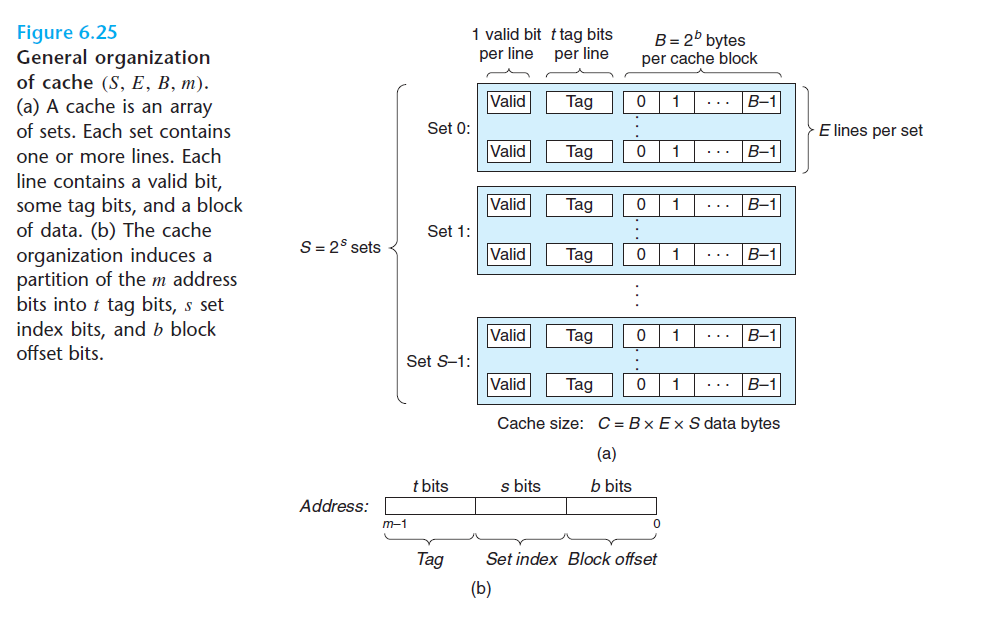 Figure 6.25
General organization
of cache (S, E, B, m).
(a) A cache is an array
of sets. Each set contains
one or more lines. Each
line contains a valid bit,
some tag bits, and a block
of data. (b) The cache
organization induces a
partition of the m address
bits into t tag bits, s set
index bits, and b block
offset bits.
1 valid bit per line
t tag bits per line
B = 2^b bytes
per cache block
Set 0:
Valid Tag 0 1 · · · B–1
Valid Tag 0 1 · · · B–1
E lines per set
Set 1:
Valid Tag 0 1 · · · B–1
Valid Tag 0 1 · · · B–1
S = 2^s sets
Set S–1:
Valid Tag 0 1 · · · B–1
Valid Tag 0 1 · · · B–1
Cache size: C = B × E × S data bytes
(a)
t bits s bits b bits
Address:
m–1 0
Tag Set index Block offset
(b)